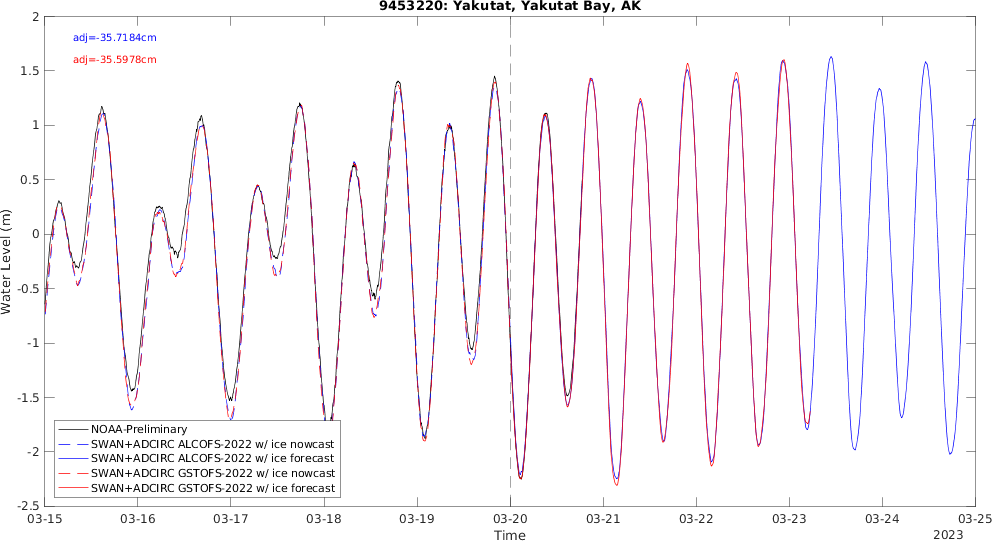 9453220: Yakutat, Yakutat Bay, AK
adj=-35.7184cm
adj=-35.5978cm
2
1.5
1
0.5
0
-0.5
-1
-1.5
-2
-2.5
Water Level (m)
NOAA-Preliminary
SWAN+ADCIRC ALCOFS-2022 w/ ice nowcast
SWAN+ADCIRC ALCOFS-2022 w/ ice forecast
SWAN+ADCIRC GSTOFS-2022 w/ ice nowcast
SWAN+ADCIRC GSTOFS-2022 w/ ice forecast
03-15 03-16 03-17 03-18 03-19 03-20 03-21 03-22 03-23 03-24 03-25
Time
2023